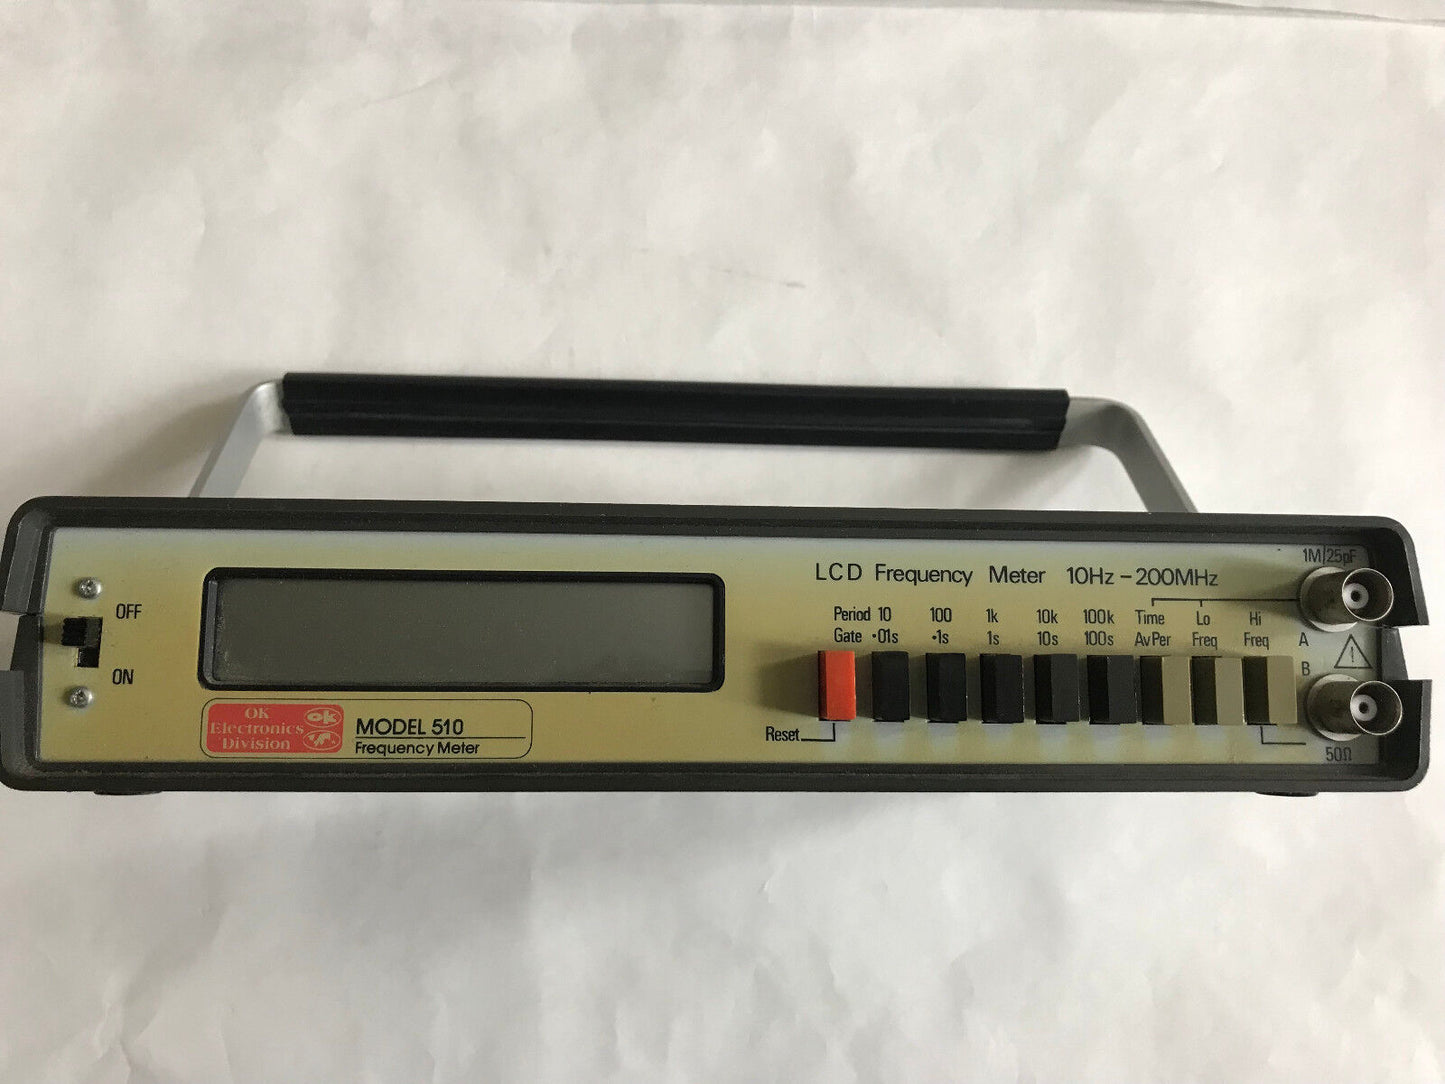 1M/25pF
LCD Frequency Meter 10Hz-200MHz
OFF
ON
Period 10 100 1k 10k 100k Time Lo Hi
Gate ·01s ·1s 1s 10s 100s AvPer Freq Freq
A
B
Reset
50Ω
OK
Electronics
Division
ok
MODEL 510
Frequency Meter